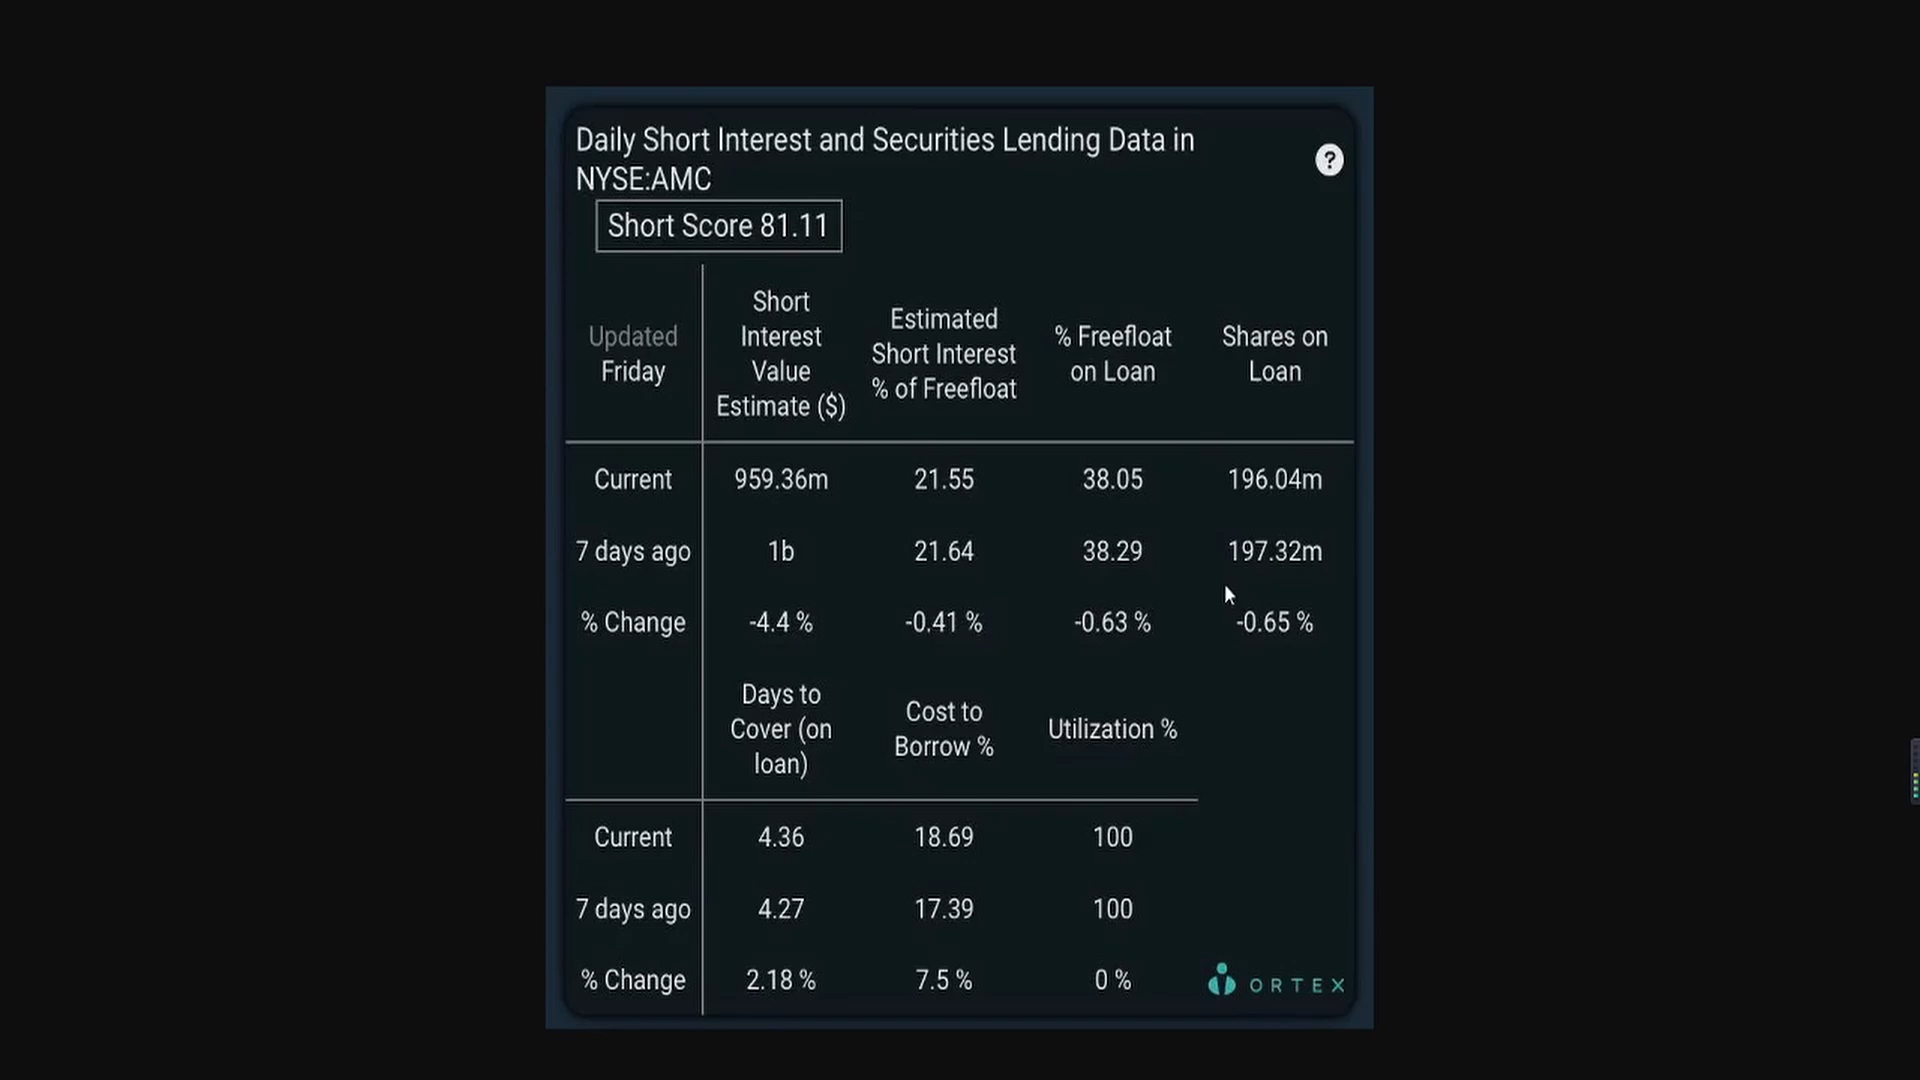 Daily Short Interest and Securities Lending Data in
NYSE:AMC
?
Short Score 81.11
Updated
Friday
Short
Interest
Value
Estimate ($)
Estimated
Short Interest
% of Freefloat
% Freefloat
on Loan
Shares on
Loan
Current 959.36m 21.55 38.05 196.04m
7 days ago 1b 21.64 38.29 197.32m
% Change -4.4 % -0.41 % -0.63 % -0.65 %
Days to
Cover (on
loan)
Cost to
Borrow %
Utilization %
Current 4.36 18.69 100
7 days ago 4.27 17.39 100
% Change 2.18 % 7.5 % 0 %
ORTEX